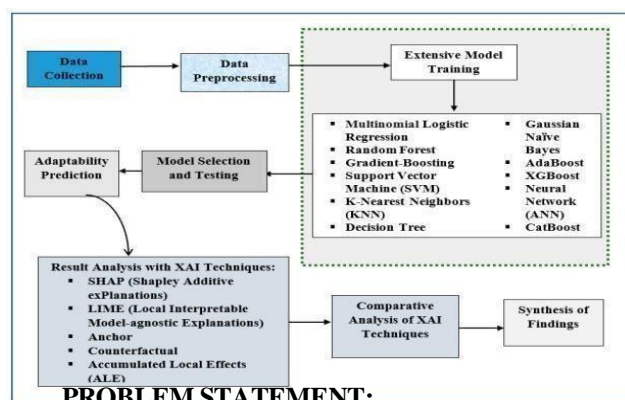 Data
Collection
Data
Preprocessing
Extensive Model
Training
▪ Multinomial Logistic
Regression
▪ Random Forest
▪ Gradient-Boosting
▪ Support Vector
Machine (SVM)
▪ K-Nearest Neighbors
(KNN)
▪ Decision Tree
▪ Gaussian
Naïve
Bayes
▪ AdaBoost
▪ XGBoost
▪ Neural
Network
(ANN)
▪ CatBoost
Model Selection
and Testing
Adaptability
Prediction
Result Analysis with XAI Techniques:
▪ SHAP (Shapley Additive
exPlanations)
▪ LIME (Local Interpretable
Model-agnostic Explanations)
▪ Anchor
▪ Counterfactual
▪ Accumulated Local Effects
(ALE)
Comparative
Analysis of XAI
Techniques
Synthesis of
Findings
PROBLEM STATEMENT: